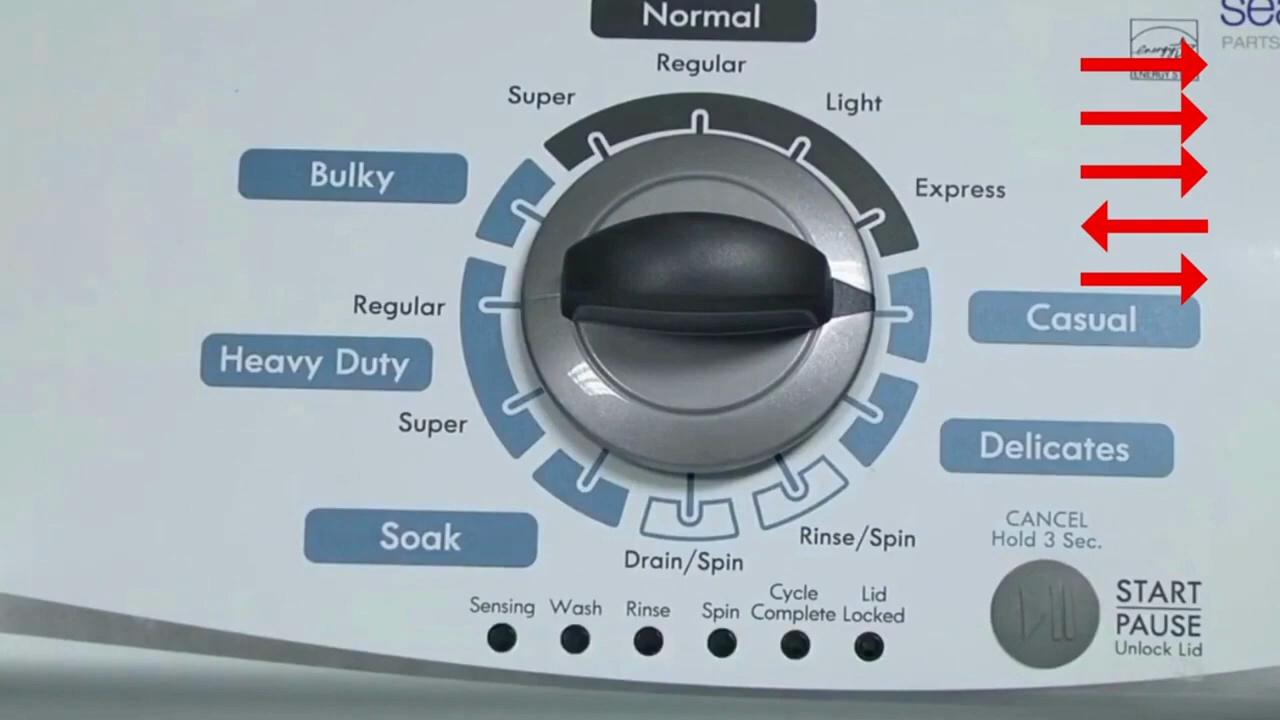 Normal
Regular
Super
Light
Express
Bulky
Regular
Heavy Duty
Super
Soak
Casual
Delicates
Rinse/Spin
Drain/Spin
CANCEL
Hold 3 Sec.
START
PAUSE
Unlock Lid
Sensing
Wash
Rinse
Spin
Cycle
Complete
Lid
Locked
PARTS